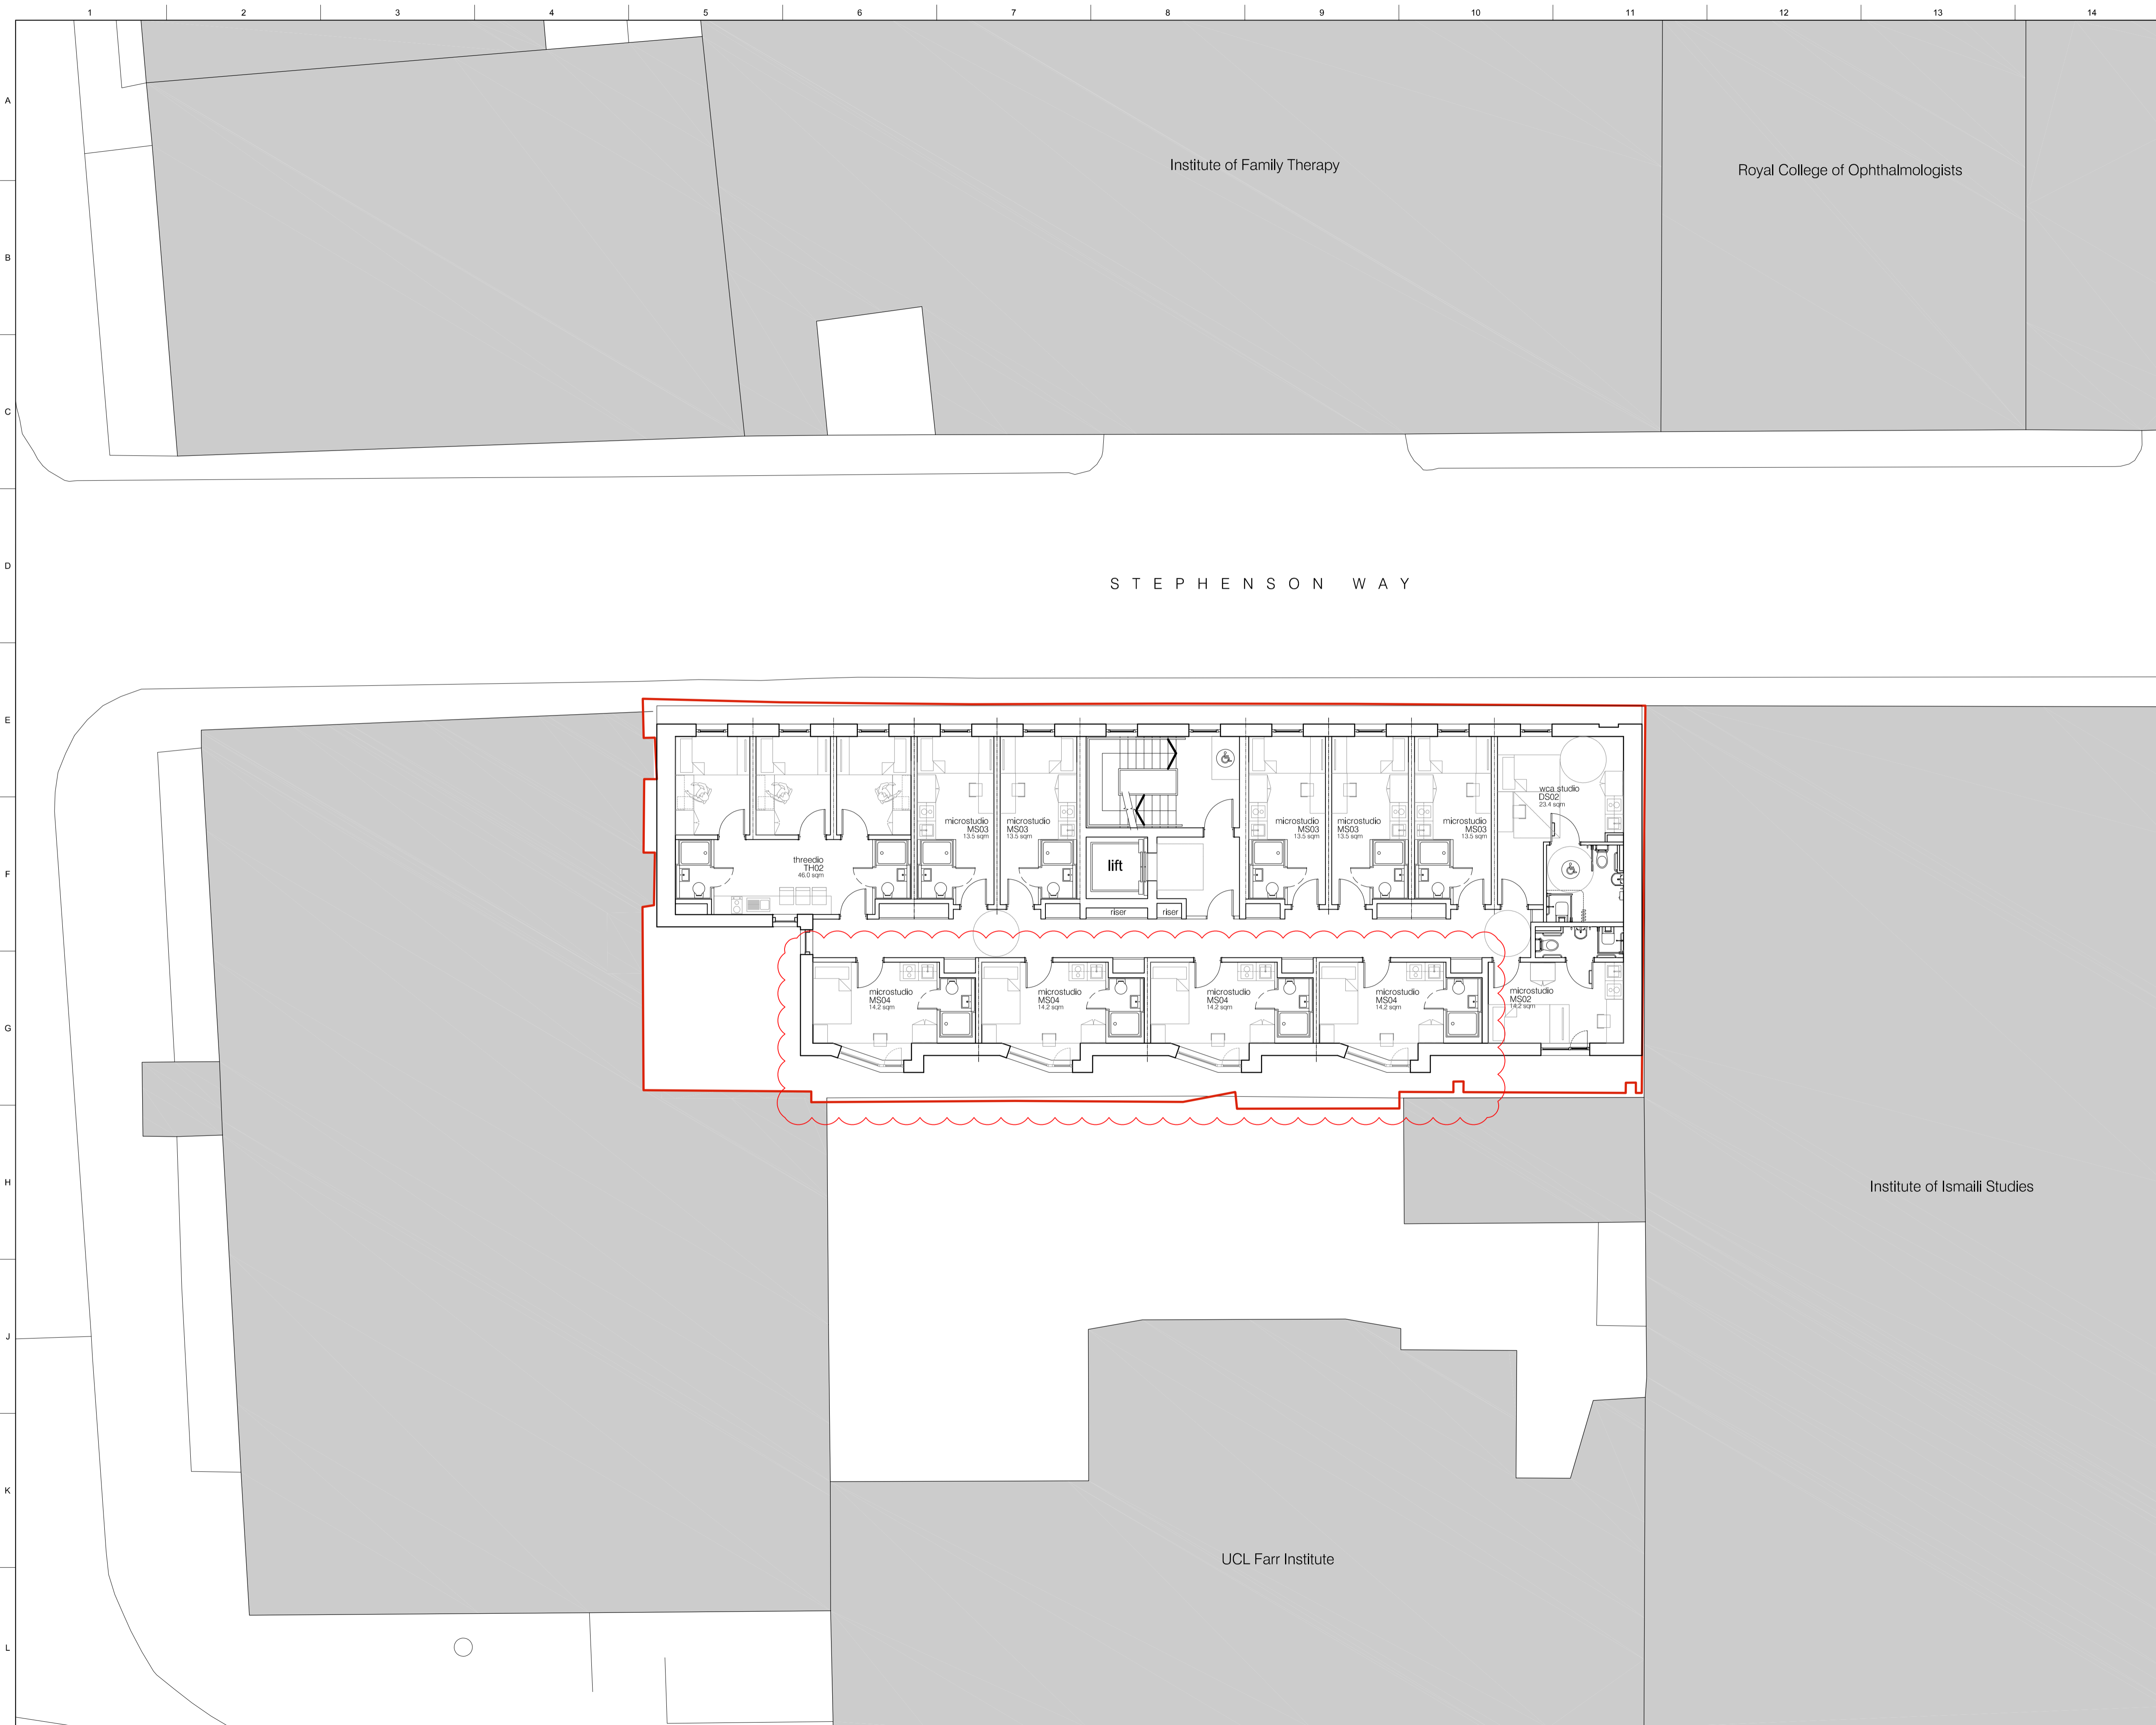 1 2 3 4 5 6 7 8 9 10 11 12 13 14
A
Institute of Family Therapy
Royal College of Ophthalmologists
B
C
D
S T E P H E N S O N W A Y
E
wca studio
DS02
23.4 sqm
microstudio
MS03
13.5 sqm
microstudio
MS03
13.5 sqm
microstudio
MS03
13.5 sqm
microstudio
MS03
13.5 sqm
microstudio
MS03
13.5 sqm
threedio
TH02
46.0 sqm
lift
F
riser
riser
microstudio
MS04
14.2 sqm
microstudio
MS04
14.2 sqm
microstudio
MS04
14.2 sqm
microstudio
MS04
14.2 sqm
microstudio
MS02
14.2 sqm
G
H
Institute of Ismaili Studies
J
K
UCL Farr Institute
L